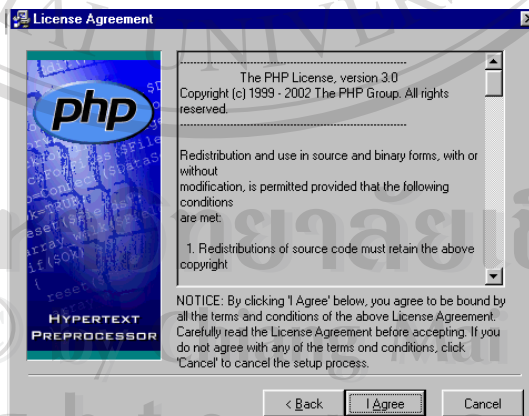 License Agreement
php
HYPERTEXT
PREPROCESSOR
The PHP License, version 3.0
Copyright (c) 1999 - 2002 The PHP Group. All rights
reserved.
Redistribution and use in source and binary forms, with or
without
modification, is permitted provided that the following
conditions
are met:
1. Redistributions of source code must retain the above
copyright
NOTICE: By clicking 'I Agree' below, you agree to be bound by
all the terms and conditions of the above License Agreement.
Carefully read the License Agreement before accepting. If you
do not agree with any of the terms ond conditions, click
'Cancel' to cancel the setup process.
< Back
I Agree
Cancel